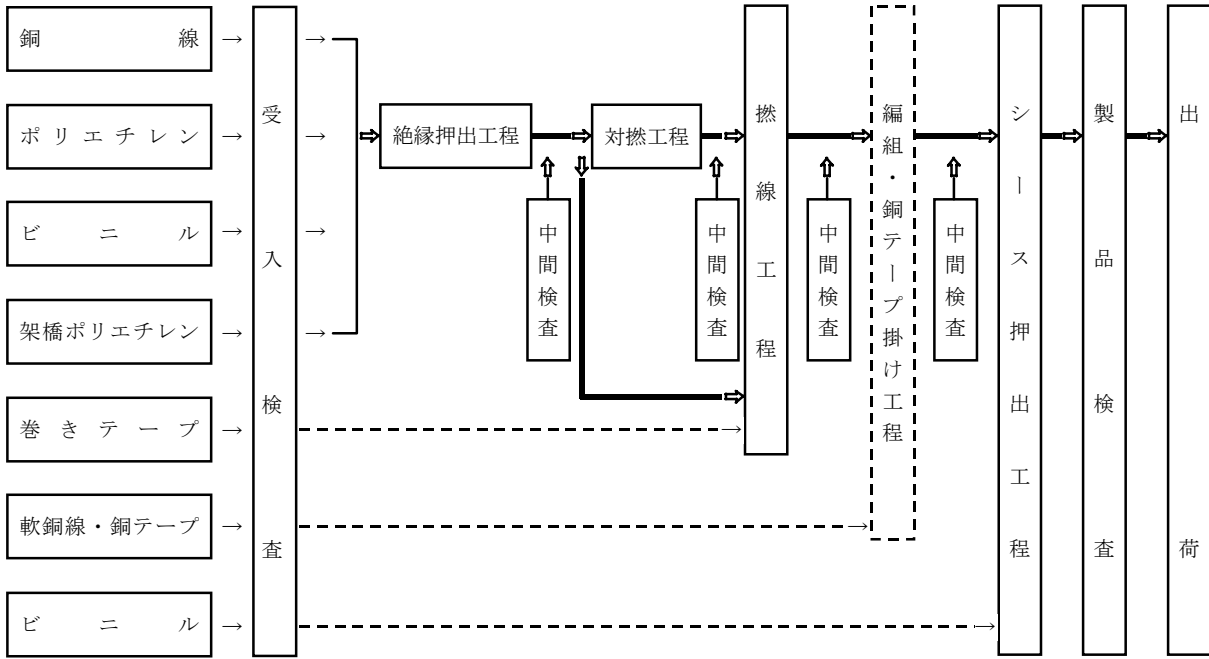 銅線
ポリエチレン
ビニル
架橋ポリエチレン
巻きテープ
軟銅線・銅テープ
ビニル
受入検査
絶縁押出工程
中間検査
対撚工程
中間検査
撚線工程
中間検査
編組・銅テープ掛け工程
中間検査
シース押出工程
製品検査
出荷